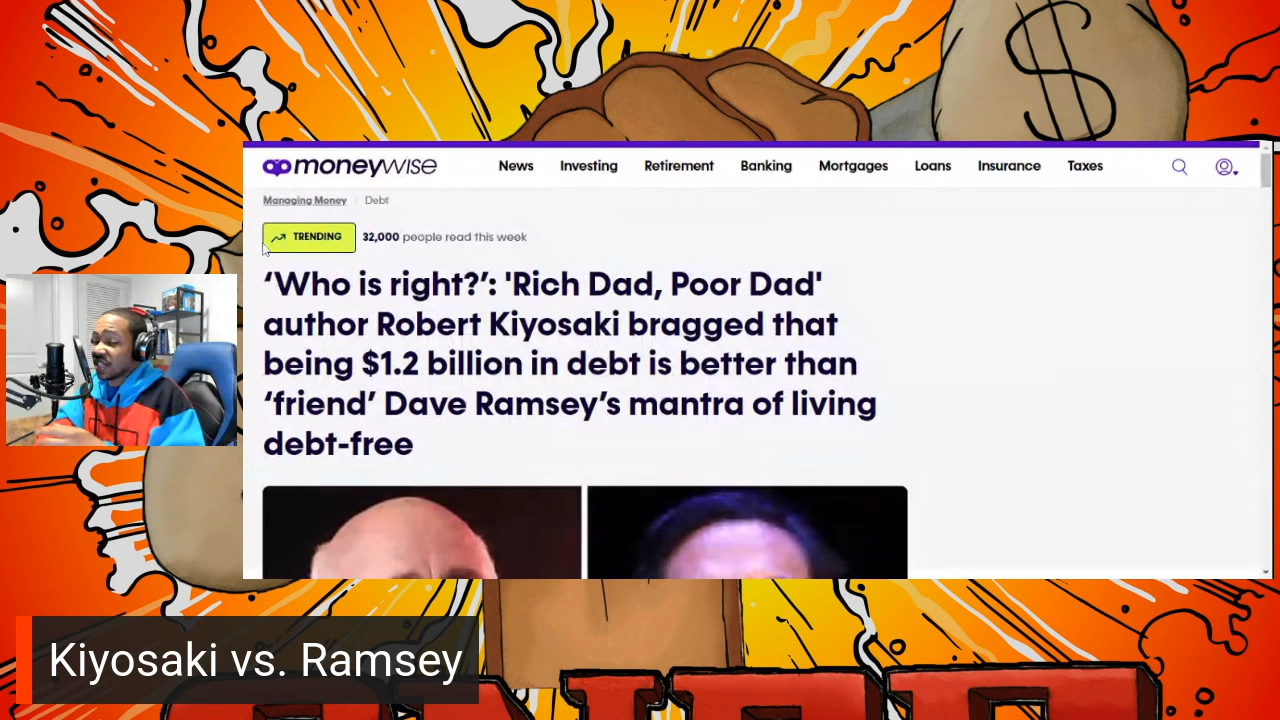 $
moneywise
News Investing Retirement Banking Mortgages Loans Insurance Taxes
Managing Money Debt
TRENDING 32,000 people read this week
‘Who is right?’: 'Rich Dad, Poor Dad'
author Robert Kiyosaki bragged that
being $1.2 billion in debt is better than
‘friend’ Dave Ramsey’s mantra of living
debt-free
Kiyosaki vs. Ramsey